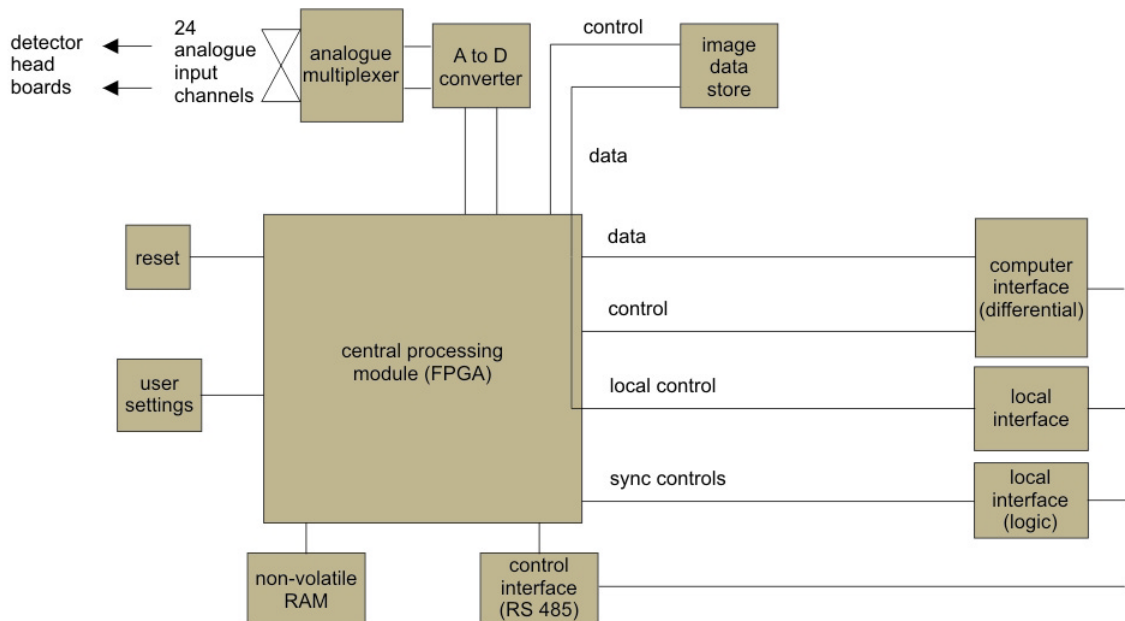 detector
head
boards
24
analogue
input
channels
analogue
multiplexer
A to D
converter
control
image
data
store
data
reset
data
computer
interface
(differential)
control
central processing
module (FPGA)
user
settings
local control
local
interface
sync controls
local
interface
(logic)
non-volatile
RAM
control
interface
(RS 485)